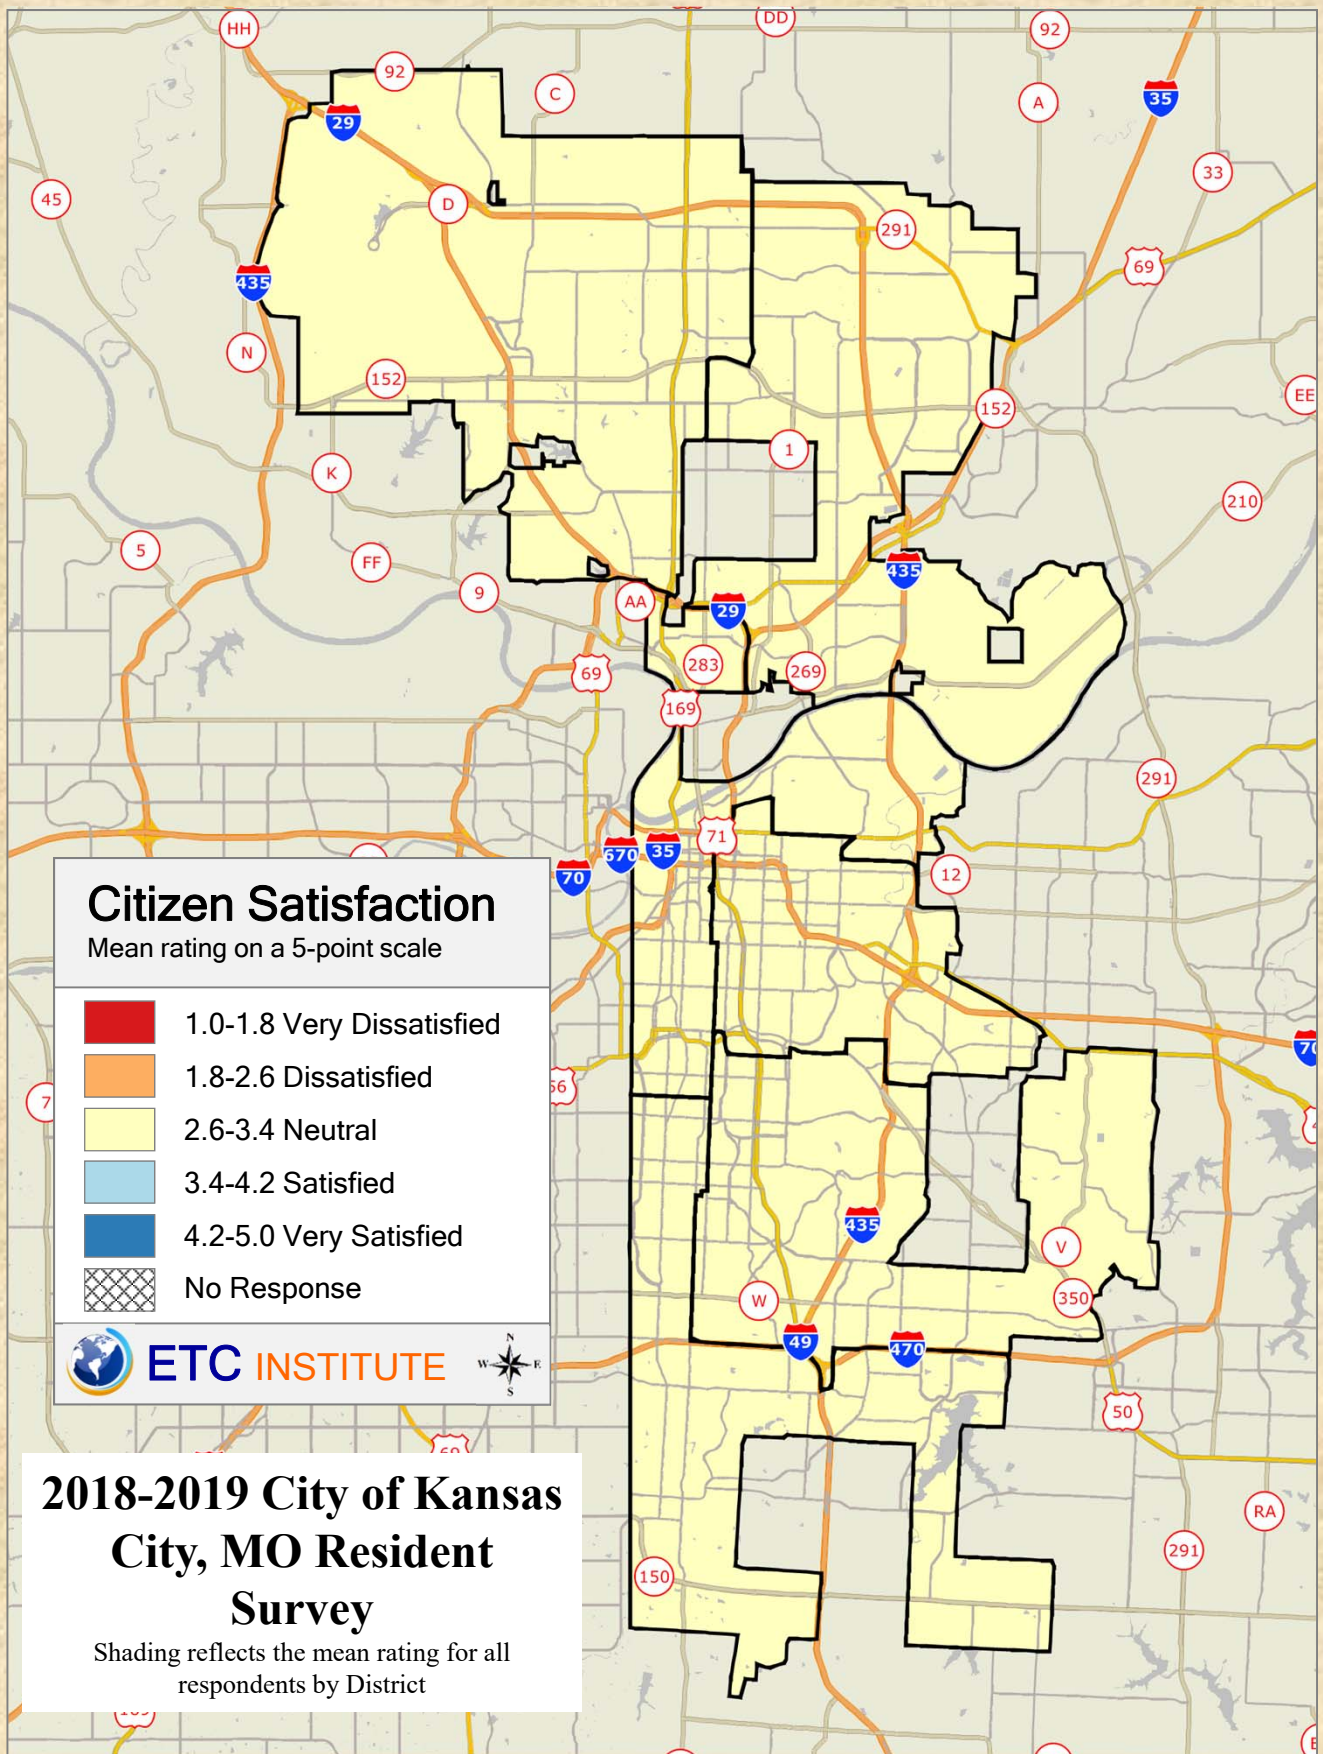 HH
DD
92
92
C
A
35
29
33
45
D
291
69
435
N
152
EE
152
1
K
210
5
FF
435
9
AA
29
283
269
69
169
291
71
670
35
70
12
Citizen Satisfaction
Mean rating on a 5-point scale
1.0-1.8 Very Dissatisfied
1.8-2.6 Dissatisfied
2.6-3.4 Neutral
3.4-4.2 Satisfied
4.2-5.0 Very Satisfied
No Response
ETC INSTITUTE
N
W E
S
7
70
435
V
350
W
49
470
50
2018-2019 City of Kansas
City, MO Resident
Survey
Shading reflects the mean rating for all
respondents by District
RA
291
150